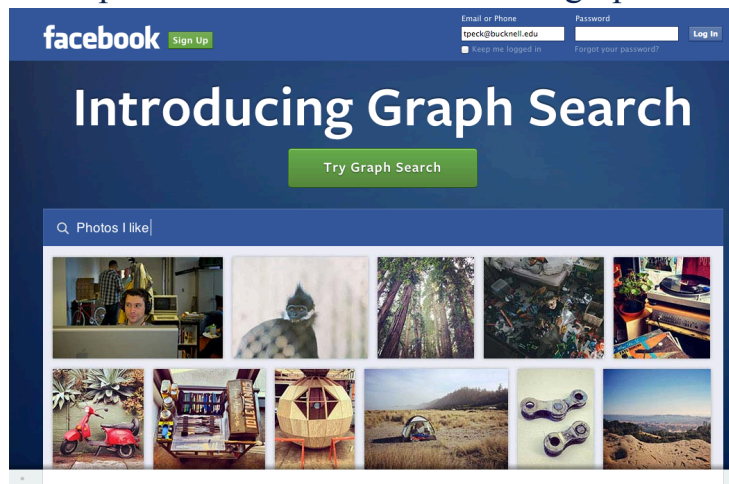 Email or Phone Password
facebook Sign Up tpeck@bucknell.edu Log In
Keep me logged in Forgot your password?
Introducing Graph Search
Try Graph Search
Photos I like